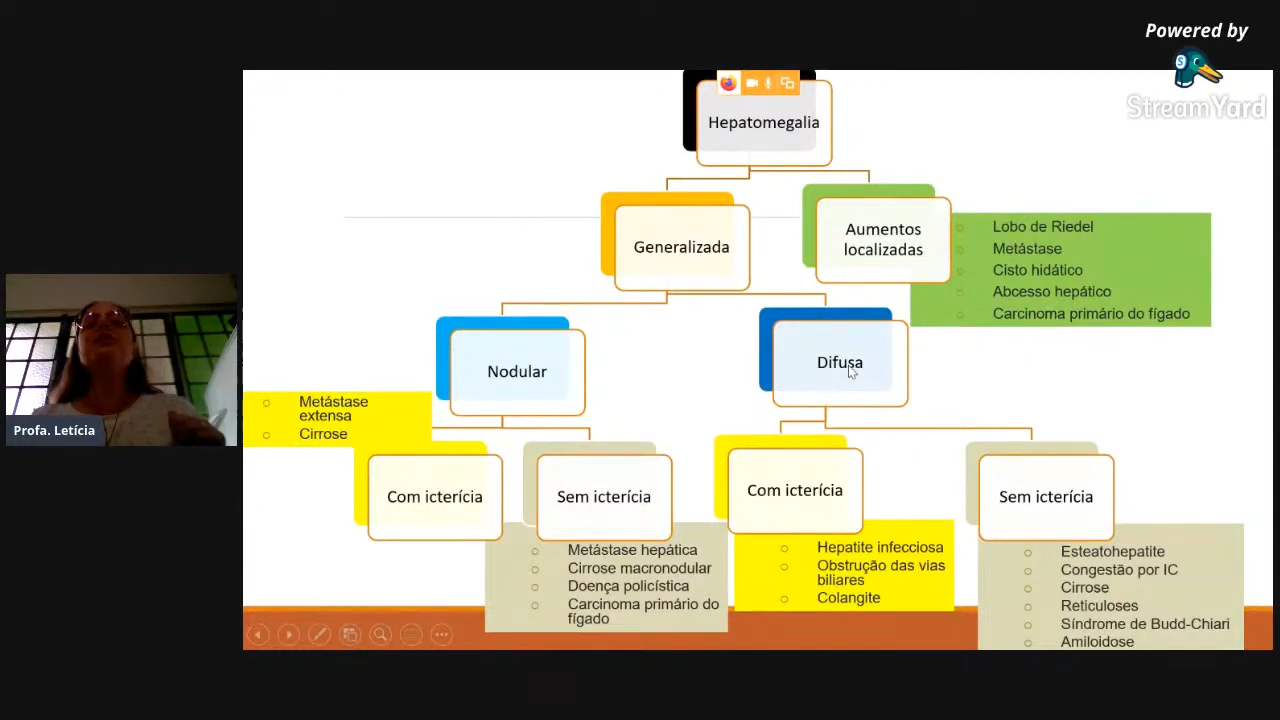 Powered by
StreamYard
Hepatomegalia
Generalizada
Aumentos
localizadas
Lobo de Riedel
Metástase
Cisto hidático
Abcesso hepático
Carcinoma primário do fígado
Nodular
Difusa
Metástase
extensa
Cirrose
Profa. Letícia
Com icterícia
Sem icterícia
Com icterícia
Sem icterícia
Metástase hepática
Cirrose macronodular
Doença policística
Carcinoma primário do
fígado
Hepatite infecciosa
Obstrução das vias
biliares
Colangite
Esteatohepatite
Congestão por IC
Cirrose
Reticuloses
Síndrome de Budd-Chiari
Amiloidose